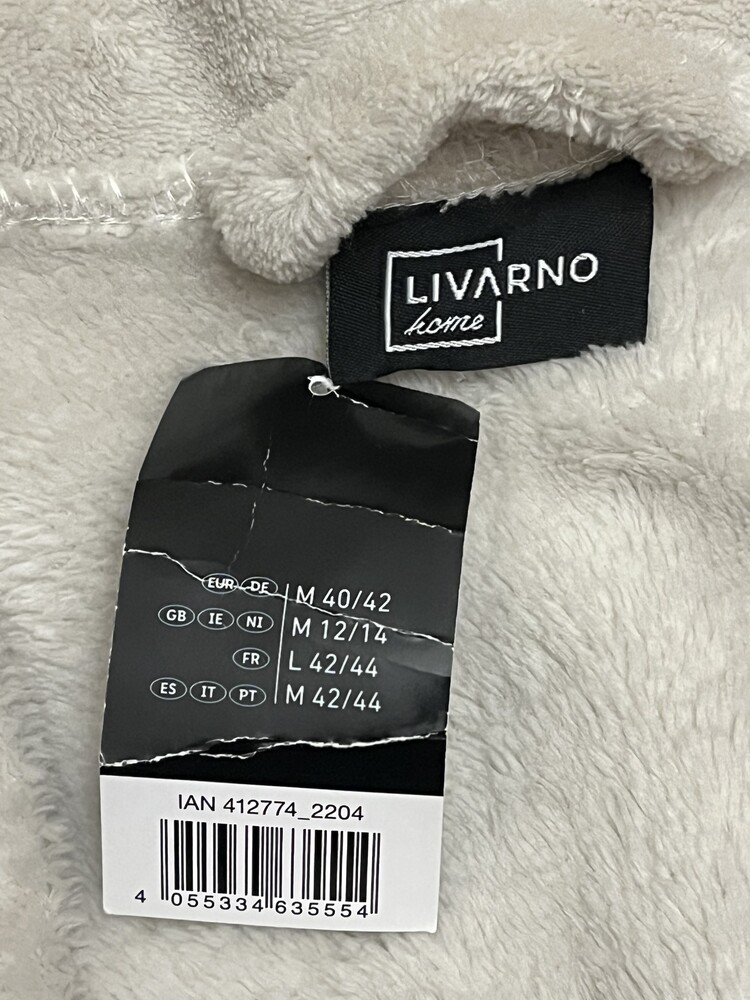 LIVARNO
home
EUR DE M 40/42
GB IE NI M 12/14
FR L 42/44
ES IT PT M 42/44
IAN 412774_2204
4 055334 635554